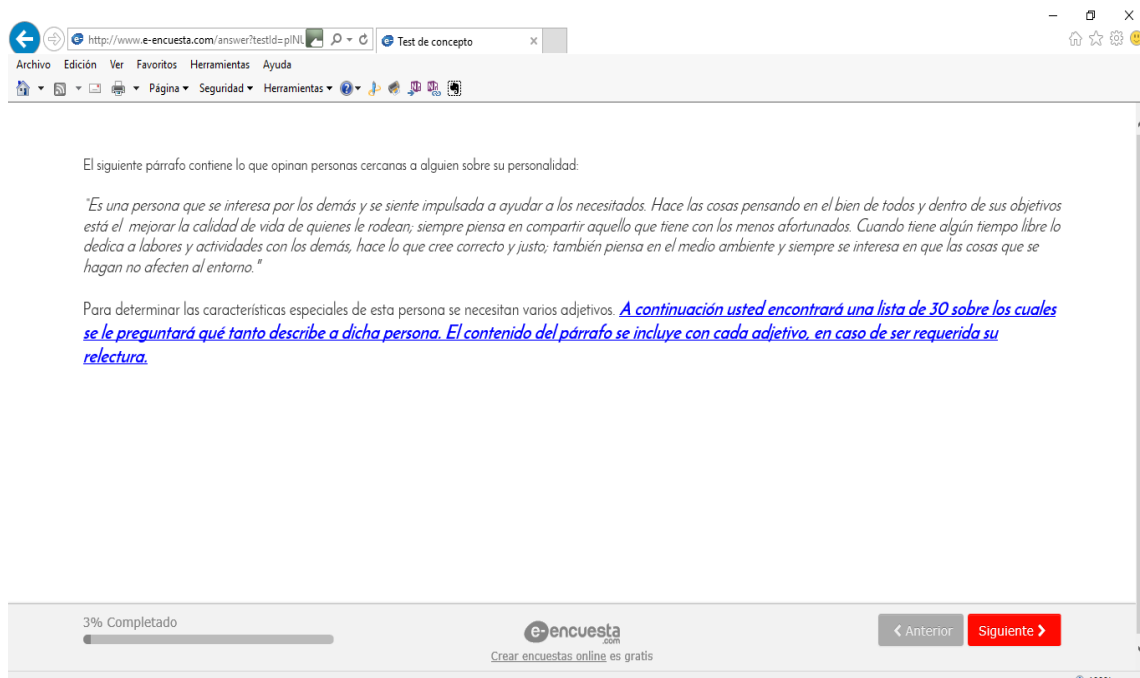 http://www.e-encuesta.com/answer?testId=pINL
Test de concepto
Archivo Edición Ver Favoritos Herramientas Ayuda
Página Seguridad Herramientas
El siguiente párrafo contiene lo que opinan personas cercanas a alguien sobre su personalidad:
"Es una persona que se interesa por los demás y se siente impulsada a ayudar a los necesitados. Hace las cosas pensando en el bien de todos y dentro de sus objetivos
está el mejorar la calidad de vida de quienes le rodean; siempre piensa en compartir aquello que tiene con los menos afortunados. Cuando tiene algún tiempo libre lo
dedica a labores y actividades con los demás, hace lo que cree correcto y justo; también piensa en el medio ambiente y siempre se interesa en que las cosas que se
hagan no afecten al entorno."
Para determinar las características especiales de esta persona se necesitan varios adjetivos. A continuación usted encontrará una lista de 30 sobre los cuales
se le preguntará qué tanto describe a dicha persona. El contenido del párrafo se incluye con cada adjetivo, en caso de ser requerida su
relectura.
3% Completado
e-encuesta
.com
Crear encuestas online es gratis
Anterior
Siguiente